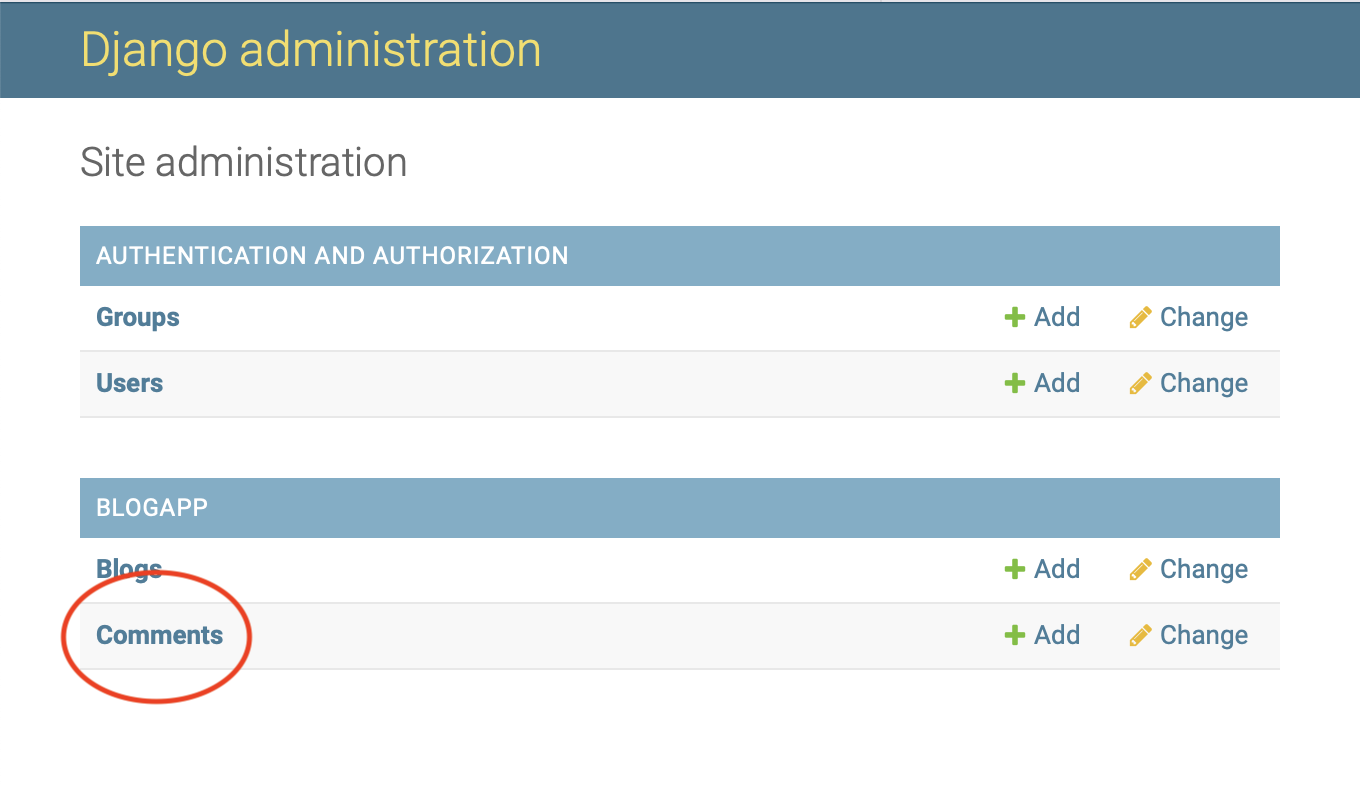 Django administration
Site administration
AUTHENTICATION AND AUTHORIZATION
Groups Add Change
Users Add Change
BLOGAPP
Blogs Add Change
Comments Add Change